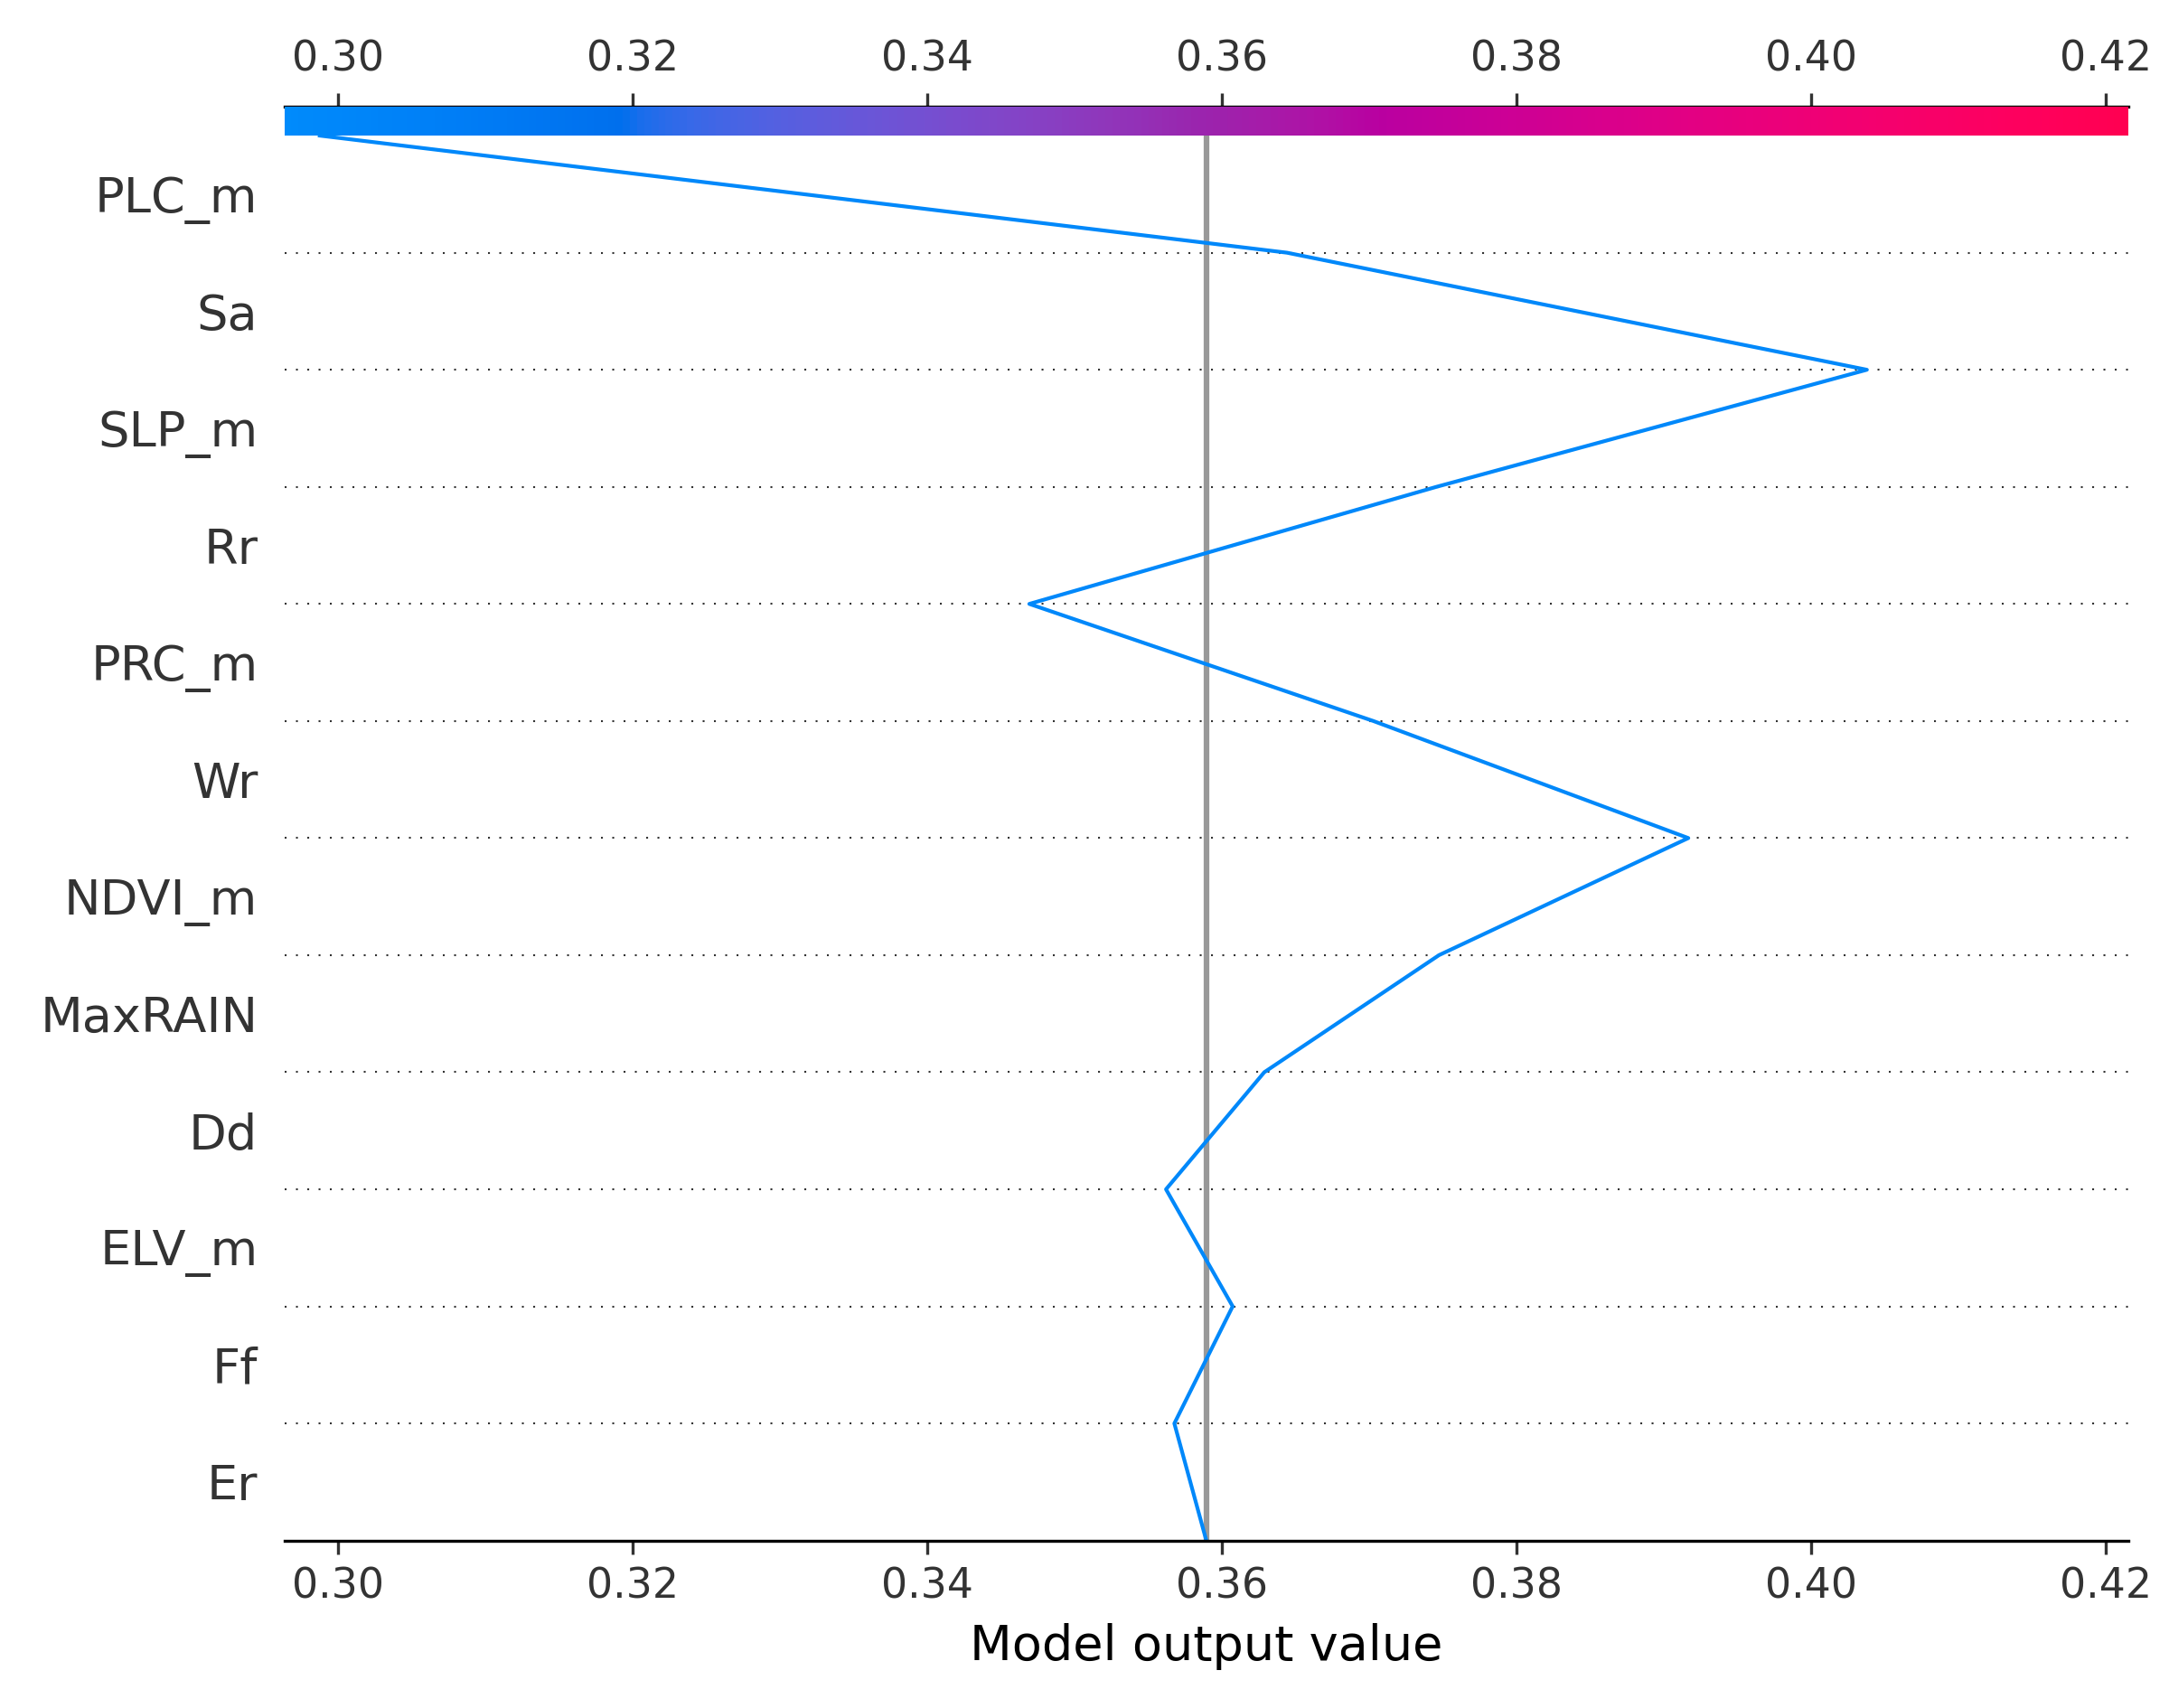 0.30 0.32 0.34 0.36 0.38 0.40 0.42
PLC_m
Sa
SLP_m
Rr
PRC_m
Wr
NDVI_m
MaxRAIN
Dd
ELV_m
Ff
Er
0.30 0.32 0.34 0.36 0.38 0.40 0.42
Model output value